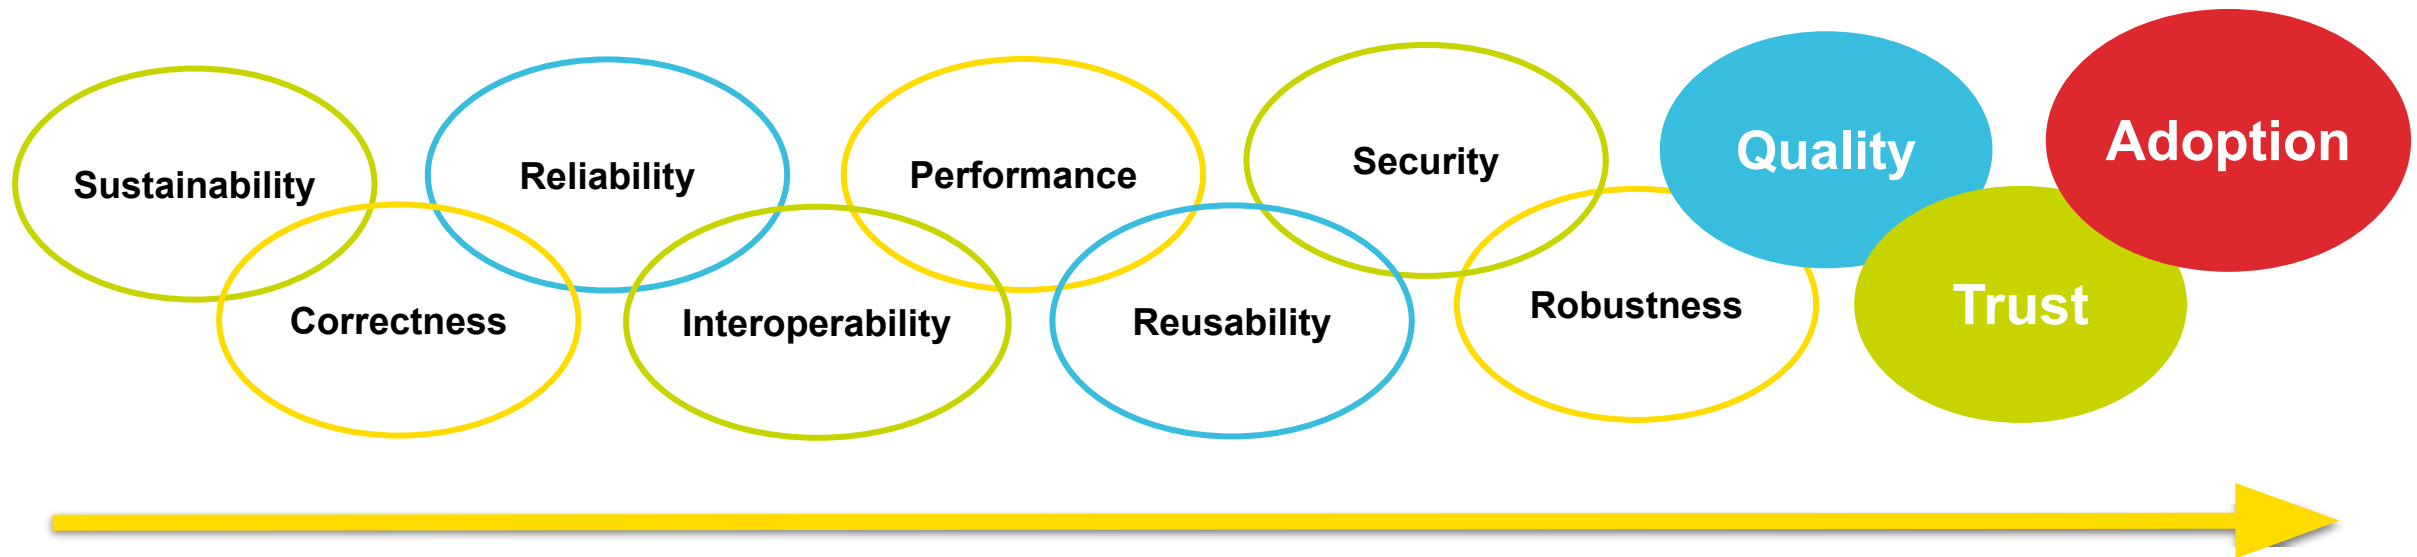 Sustainability
Correctness
Reliability
Interoperability
Performance
Reusability
Security
Robustness
Quality
Trust
Adoption